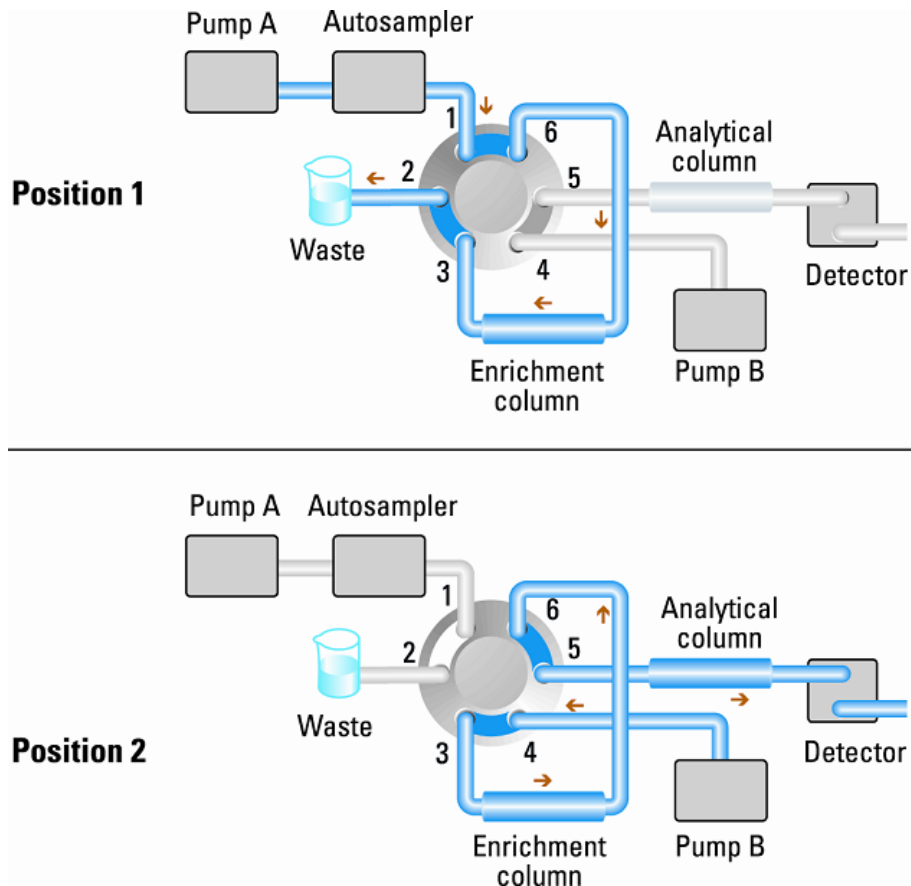 Pump A
Autosampler
1
6
Analytical
column
2
5
Position 1
Waste
3
4
Detector
Enrichment
column
Pump B
Pump A
Autosampler
1
6
Analytical
column
2
5
Waste
Position 2
3
4
Detector
Enrichment
column
Pump B